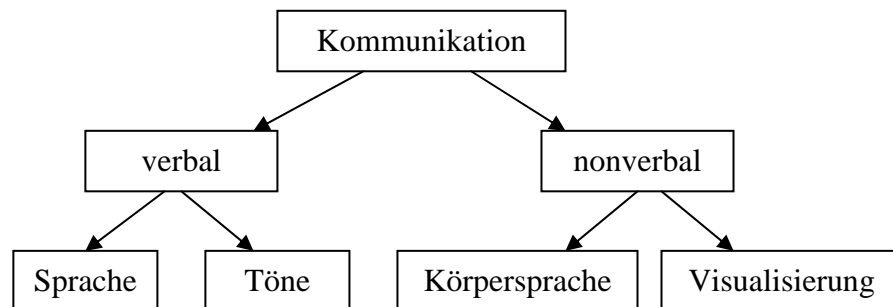 Kommunikation
verbal
nonverbal
Sprache
Töne
Körpersprache
Visualisierung